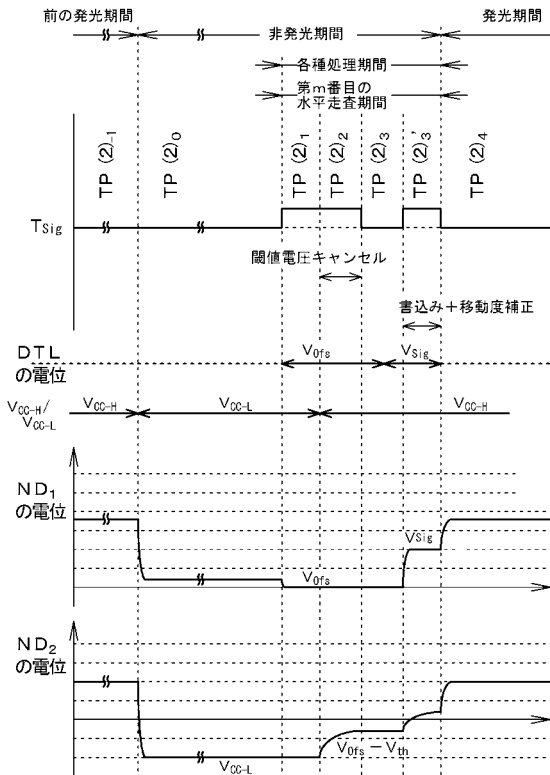 前の発光期間
非発光期間
発光期間
各種処理期間
第m番目の
水平走査期間
TP(2)-1
TP(2)0
TP(2)1
TP(2)2
TP(2)3
TP(2)'3
TP(2)4
TSig
閾値電圧キャンセル
書込み+移動度補正
DTL
の電位
VOfs
VSig
VCC-H/
VCC-L
VCC-H
VCC-L
VCC-H
ND1
の電位
VSig
VOfs
ND2
の電位
VCC-L
VOfs-Vth